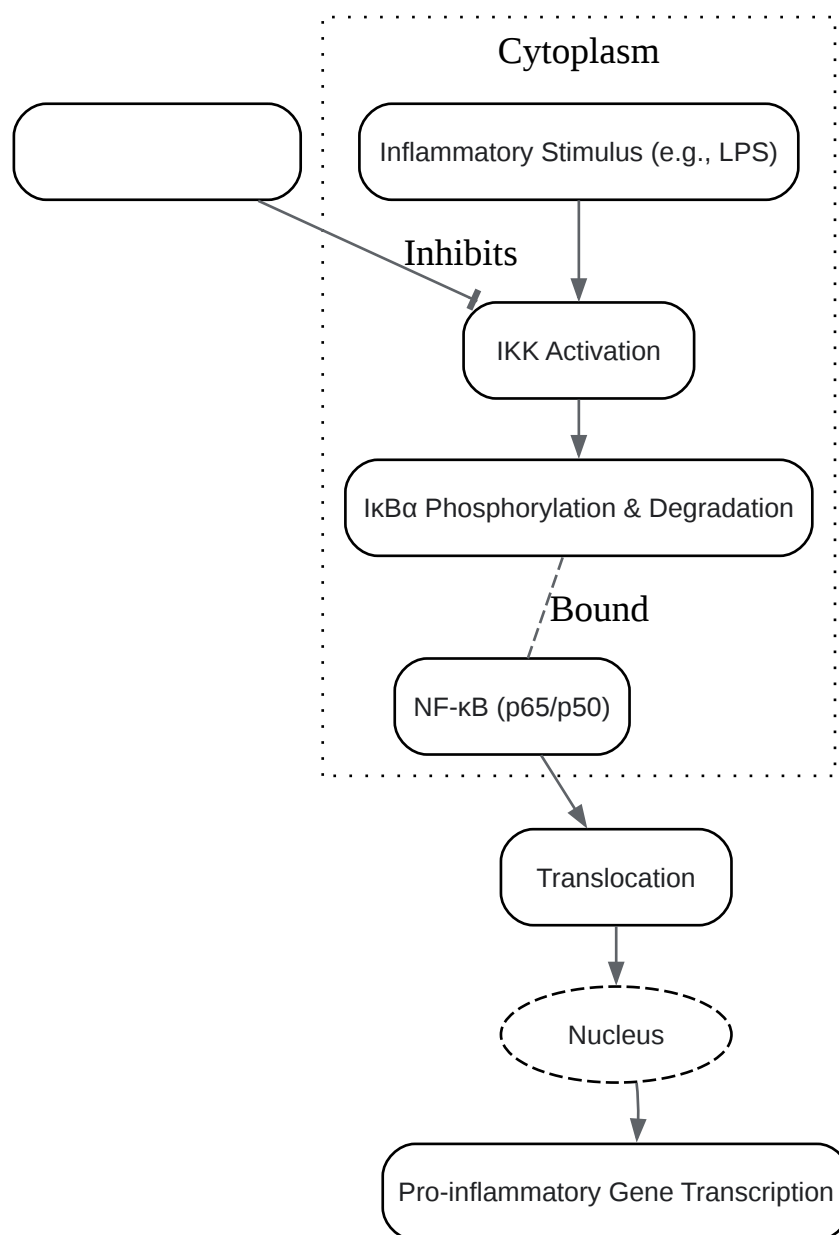 Cytoplasm
Inflammatory Stimulus (e.g., LPS)
Inhibits
IKK Activation
IκBα Phosphorylation & Degradation
Bound
NF-κB (p65/p50)
Translocation
Nucleus
Pro-inflammatory Gene Transcription